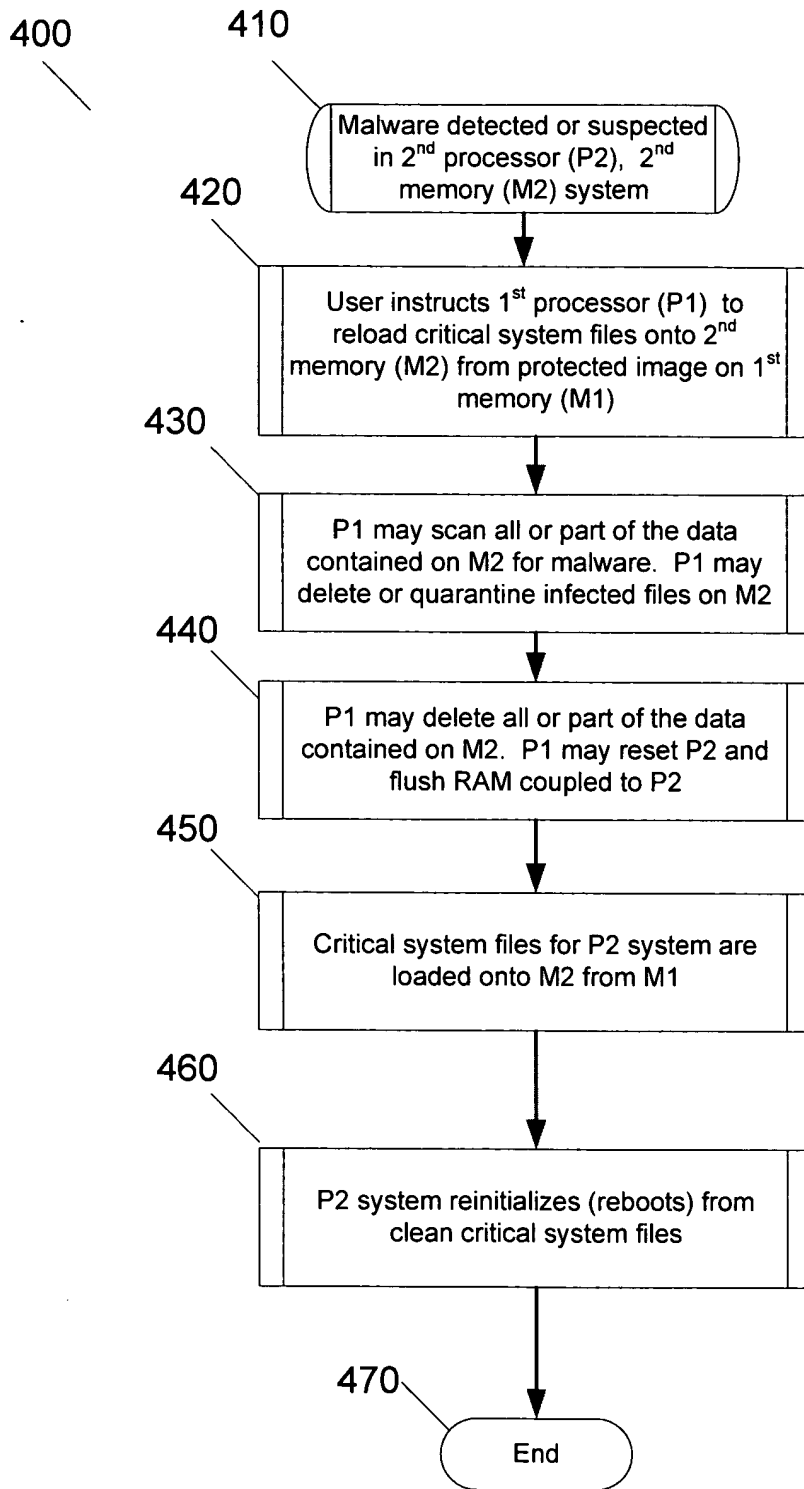 400
410
Malware detected or suspected
in 2nd processor (P2), 2nd
memory (M2) system
420
User instructs 1st processor (P1) to
reload critical system files onto 2nd
memory (M2) from protected image on 1st
memory (M1)
430
P1 may scan all or part of the data
contained on M2 for malware. P1 may
delete or quarantine infected files on M2
440
P1 may delete all or part of the data
contained on M2. P1 may reset P2 and
flush RAM coupled to P2
450
Critical system files for P2 system are
loaded onto M2 from M1
460
P2 system reinitializes (reboots) from
clean critical system files
470
End